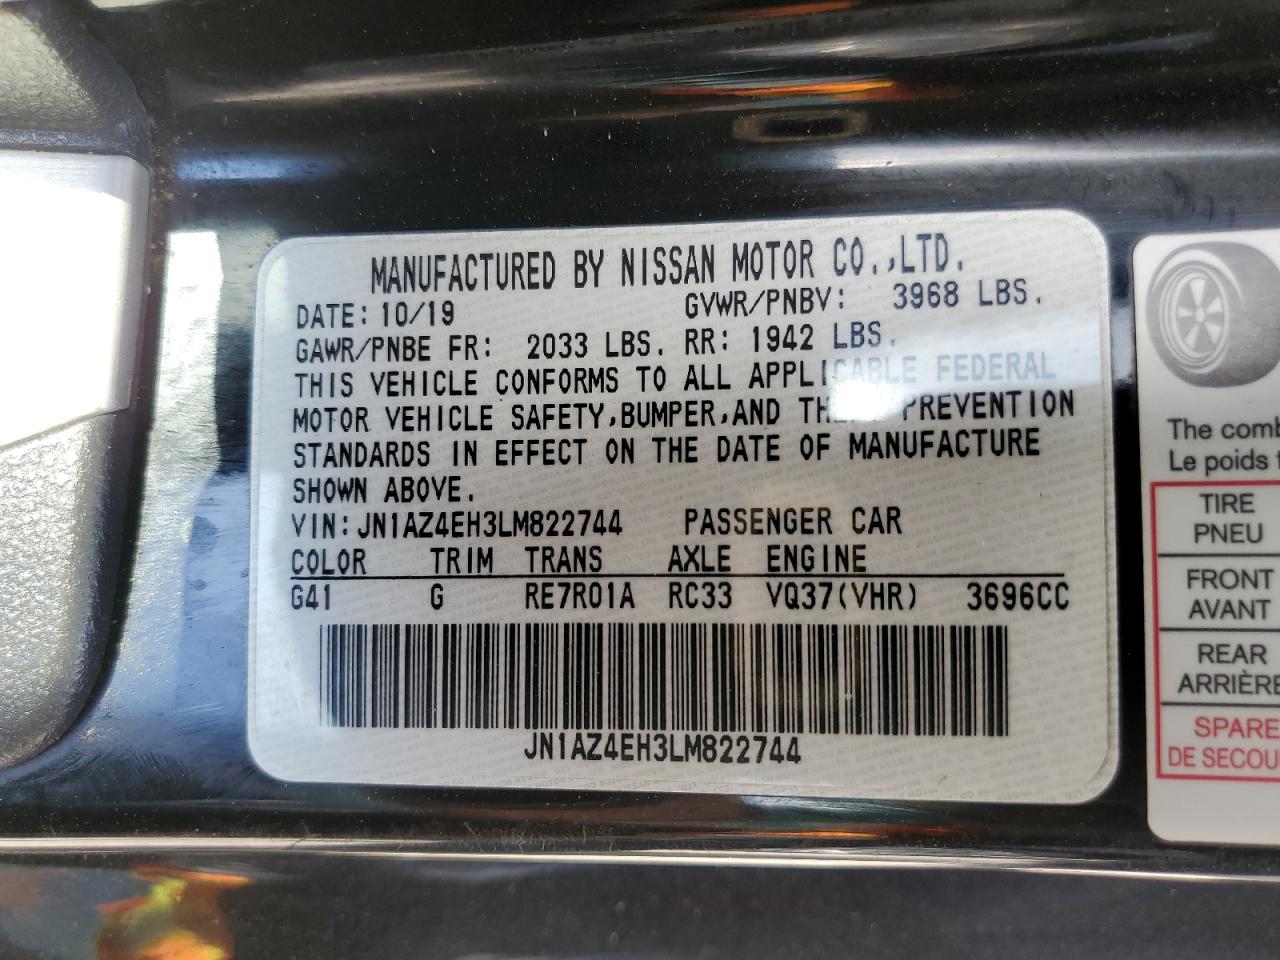 MANUFACTURED BY NISSAN MOTOR CO.,LTD.
DATE: 10/19 GVWR/PNBV: 3968 LBS.
GAWR/PNBE FR: 2033 LBS. RR: 1942 LBS.
THIS VEHICLE CONFORMS TO ALL APPLICABLE FEDERAL
MOTOR VEHICLE SAFETY,BUMPER,AND PREVENTION
STANDARDS IN EFFECT ON THE DATE OF MANUFACTURE
SHOWN ABOVE.
VIN: JN1AZ4EH3LM822744 PASSENGER CAR
COLOR TRIM TRANS AXLE ENGINE
G41 G RE7R01A RC33 VQ37(VHR) 3696CC
JN1AZ4EH3LM822744
The comb
Le poids t
TIRE
PNEU
FRONT
AVANT
REAR
ARRIÈRE
SPARE
DE SECOU